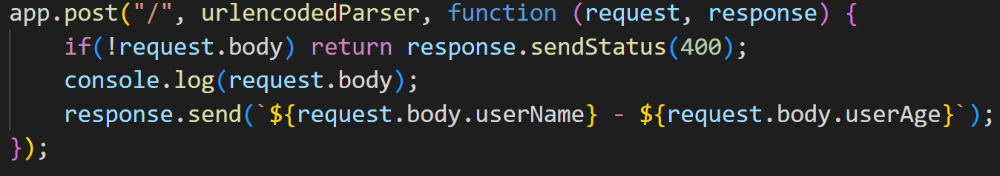 app.post("/", urlencodedParser, function (request, response) {
    if(!request.body) return response.sendStatus(400);
    console.log(request.body);
    response.send(`${request.body.userName} - ${request.body.userAge}`);
});